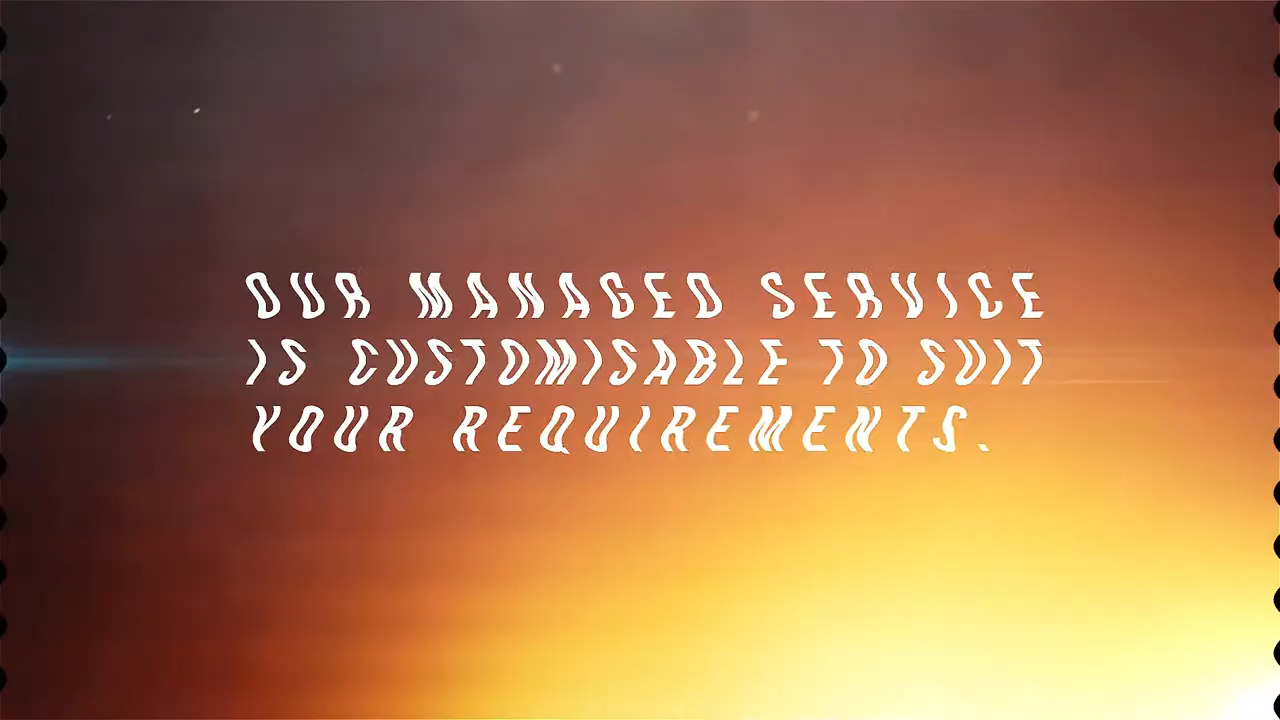 OUR MANAGED SERVICE
IS CUSTOMISABLE TO SUIT
YOUR REQUIREMENTS.